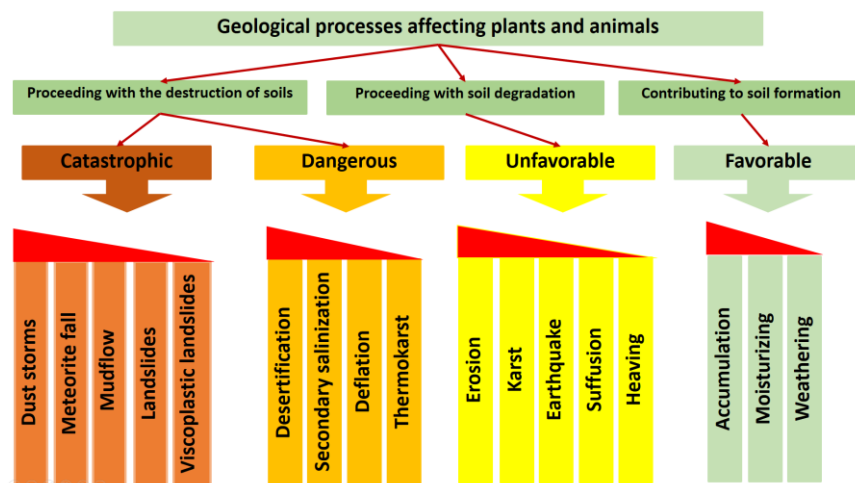 Geological processes affecting plants and animals
Proceeding with the destruction of soils
Proceeding with soil degradation
Contributing to soil formation
Catastrophic
Dangerous
Unfavorable
Favorable
Dust storms
Meteorite fall
Mudflow
Landslides
Viscoplastic landslides
Desertification
Secondary salinization
Deflation
Thermokarst
Erosion
Karst
Earthquake
Suffusion
Heaving
Accumulation
Moisturizing
Weathering